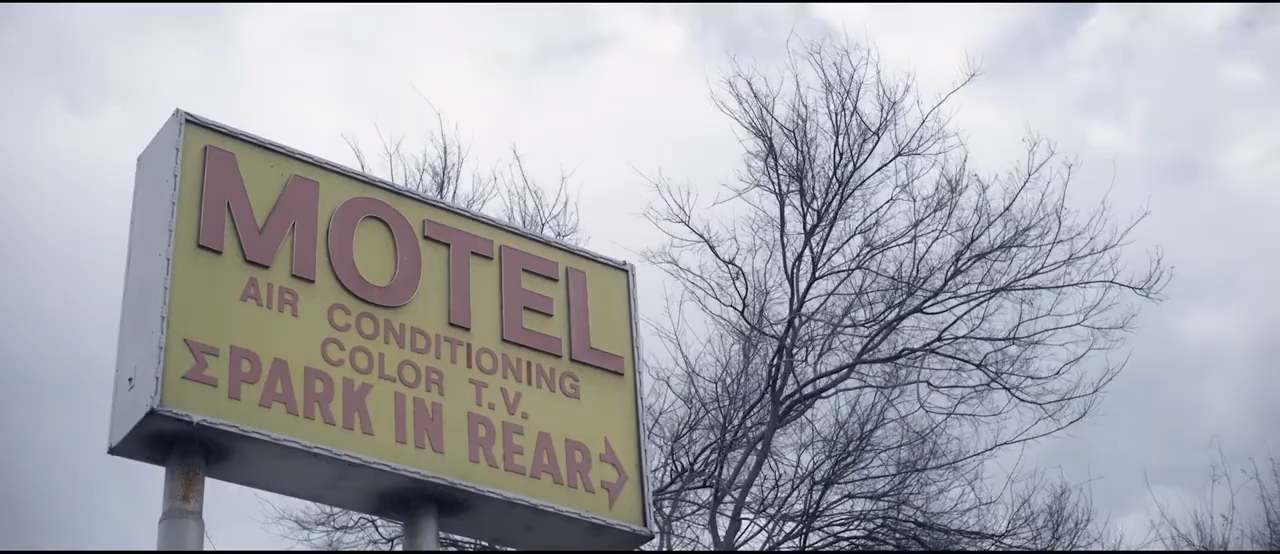 MOTEL
AIR CONDITIONING
COLOR T.V.
PARK IN REAR